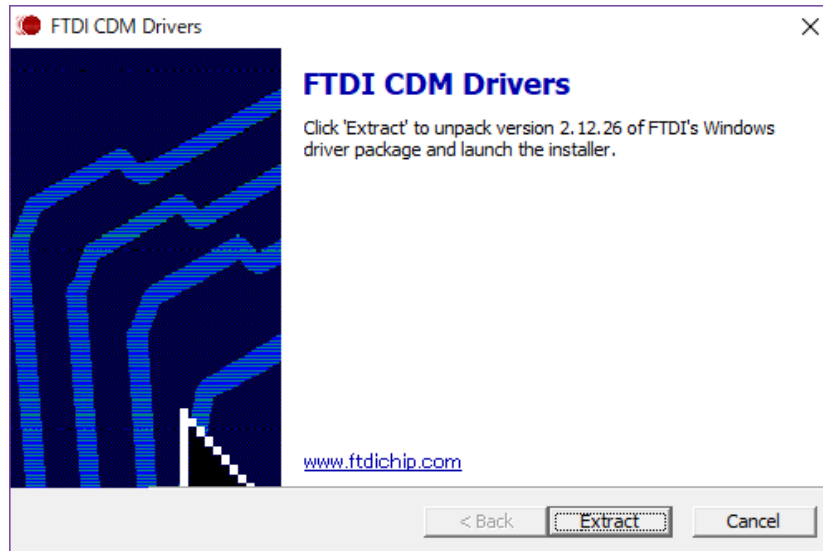 FTDI CDM Drivers
FTDI CDM Drivers
Click 'Extract' to unpack version 2.12.26 of FTDI's Windows
driver package and launch the installer.
www.ftdichip.com
< Back Extract Cancel